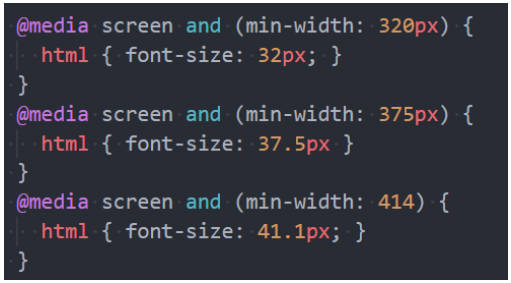 @media screen and (min-width: 320px) {
html { font-size: 32px; }
}
@media screen and (min-width: 375px) {
html { font-size: 37.5px }
}
@media screen and (min-width: 414) {
html { font-size: 41.1px; }
}